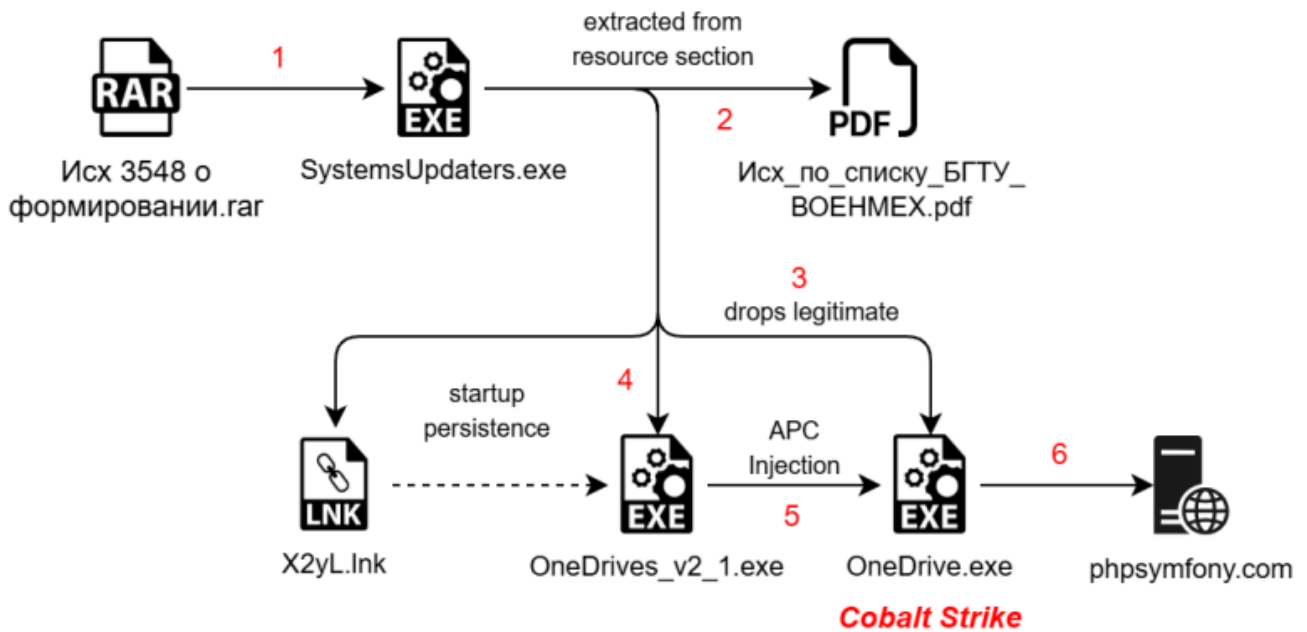 extracted from
resource section
1
2
RAR
EXE
PDF
Исх 3548 о
формировании.rar
SystemsUpdaters.exe
Исх_по_списку_БГТУ_
ВОЕНМЕХ.pdf
3
drops legitimate
4
startup
persistence
APC
Injection
5
6
LNK
EXE
EXE
X2yL.lnk
OneDrives_v2_1.exe
OneDrive.exe
phpsymfony.com
Cobalt Strike